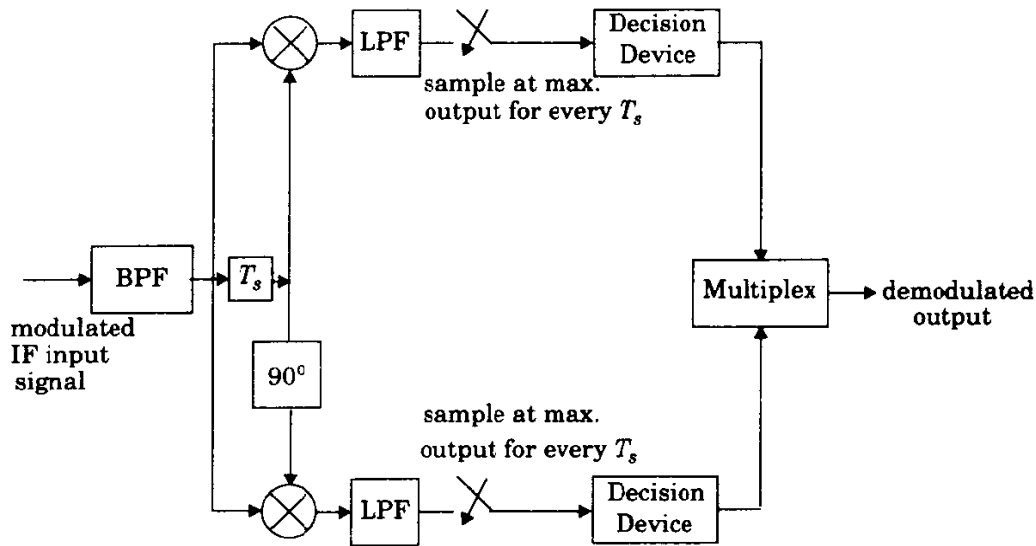 LPF
Decision
Device
sample at max.
output for every T_s
BPF
T_s
Multiplex
demodulated
output
modulated
IF input
signal
90°
sample at max.
output for every T_s
LPF
Decision
Device